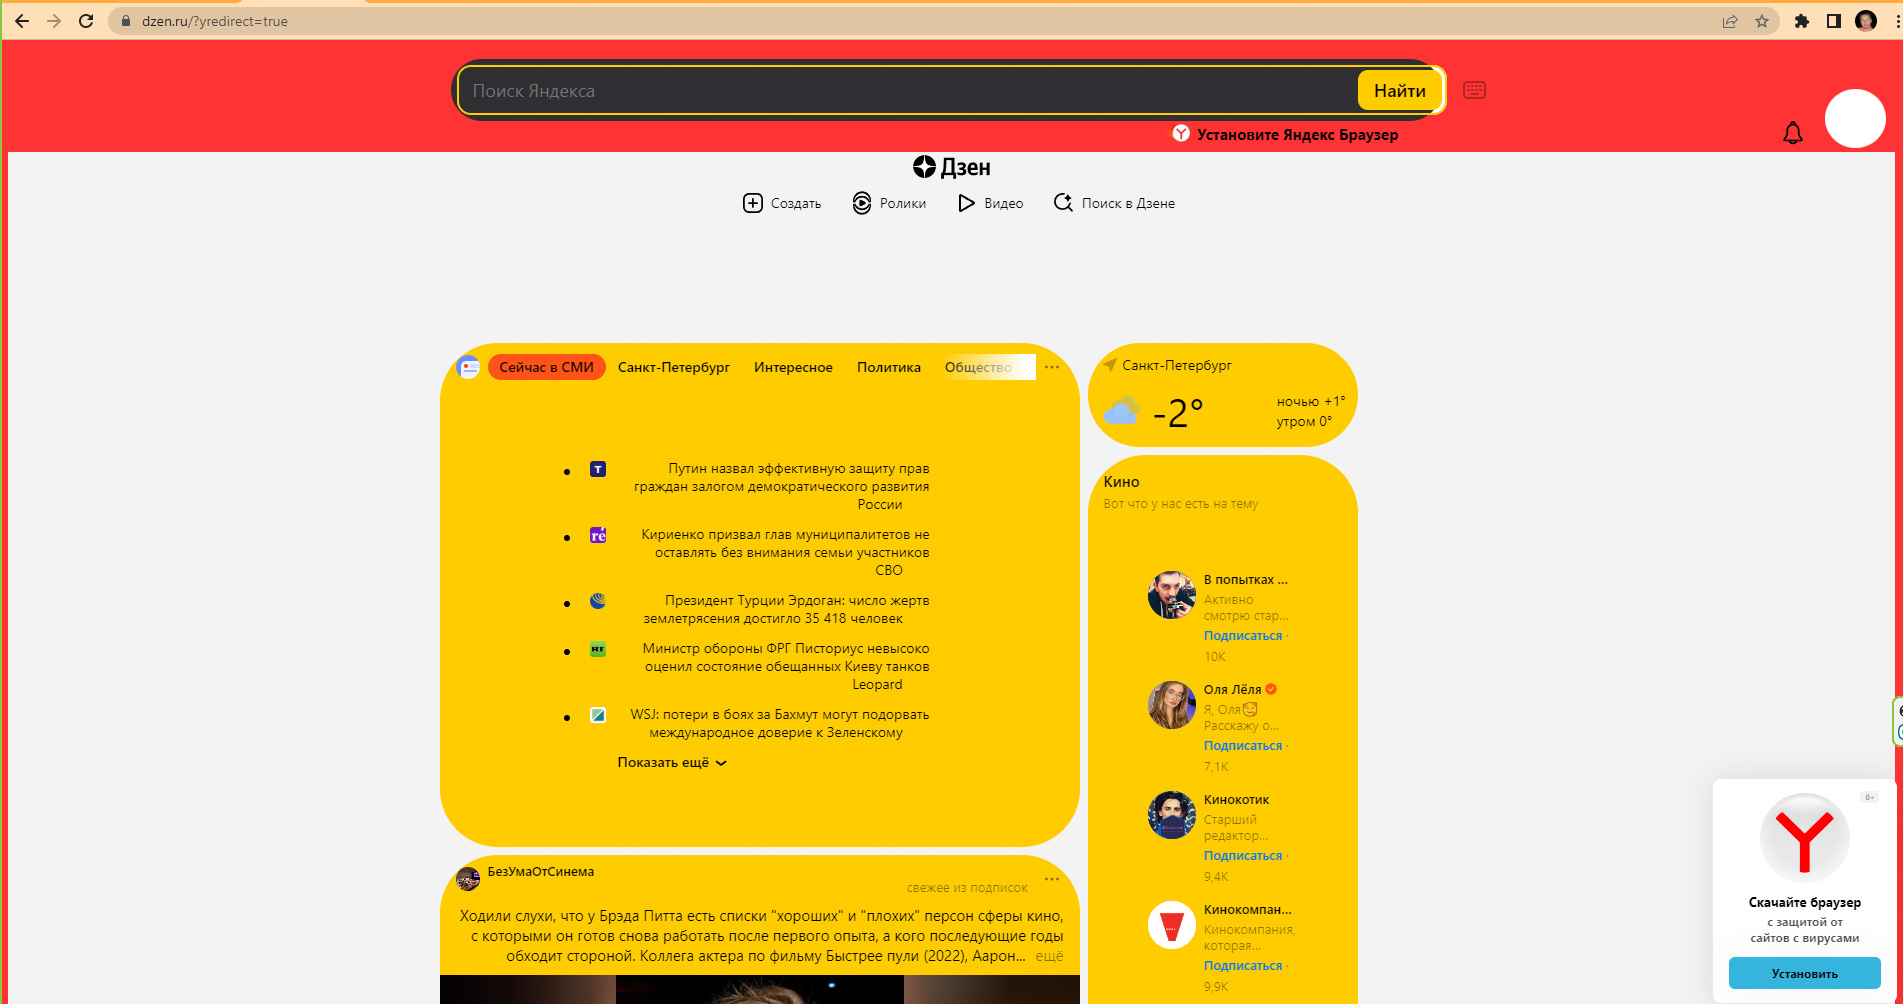 dzen.ru/?yredirect=true
Поиск Яндекса
Найти
Установите Яндекс Браузер
Дзен
Создать
Ролики
Видео
Поиск в Дзене
Сейчас в СМИ
Санкт-Петербург
Интересное
Политика
Общество
Т
Путин назвал эффективную защиту прав
граждан залогом демократического развития
России
re
Кириенко призвал глав муниципалитетов не
оставлять без внимания семьи участников
СВО
Президент Турции Эрдоган: число жертв
землетрясения достигло 35 418 человек
RT
Министр обороны ФРГ Писториус невысоко
оценил состояние обещанных Киеву танков
Leopard
WSJ: потери в боях за Бахмут могут подорвать
международное доверие к Зеленскому
Показать ещё
БезУмаОтСинема
свежее из подписок
Ходили слухи, что у Брэда Питта есть списки "хороших" и "плохих" персон сферы кино,
с которыми он готов снова работать после первого опыта, а кого последующие годы
обходит стороной. Коллега актера по фильму Быстрее пули (2022), Аарон... ещё
Санкт-Петербург
-2°
ночью +1°
утром 0°
Кино
Вот что у нас есть на тему
В попытках ...
Активно
смотрю стар...
Подписаться ·
10K
Оля Лёля
Я, Оля🥰
Расскажу о...
Подписаться ·
7,1K
Кинокотик
Старший
редактор...
Подписаться ·
9,4K
Кинокомпан...
Кинокомпания,
которая...
Подписаться ·
9,9K
0+
Скачайте браузер
с защитой от
сайтов с вирусами
Установить